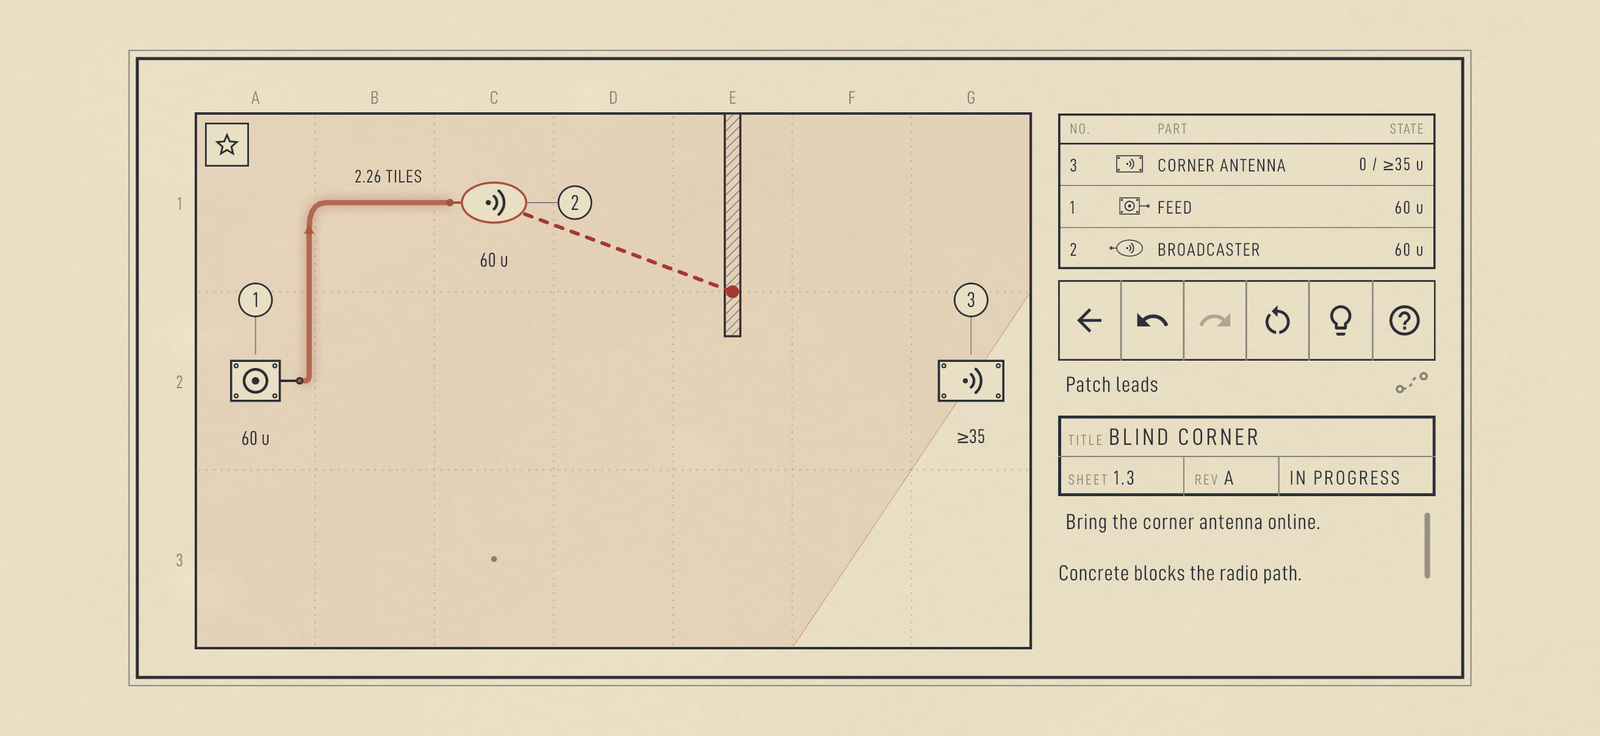 A B C D E F G
1
2
3
2.26 TILES
2
60 u
1
60 u
3
≥35
NO. PART STATE
3 CORNER ANTENNA 0 / ≥35 u
1 FEED 60 u
2 BROADCASTER 60 u
Patch leads
TITLE BLIND CORNER
SHEET 1.3 REV A IN PROGRESS
Bring the corner antenna online.
Concrete blocks the radio path.